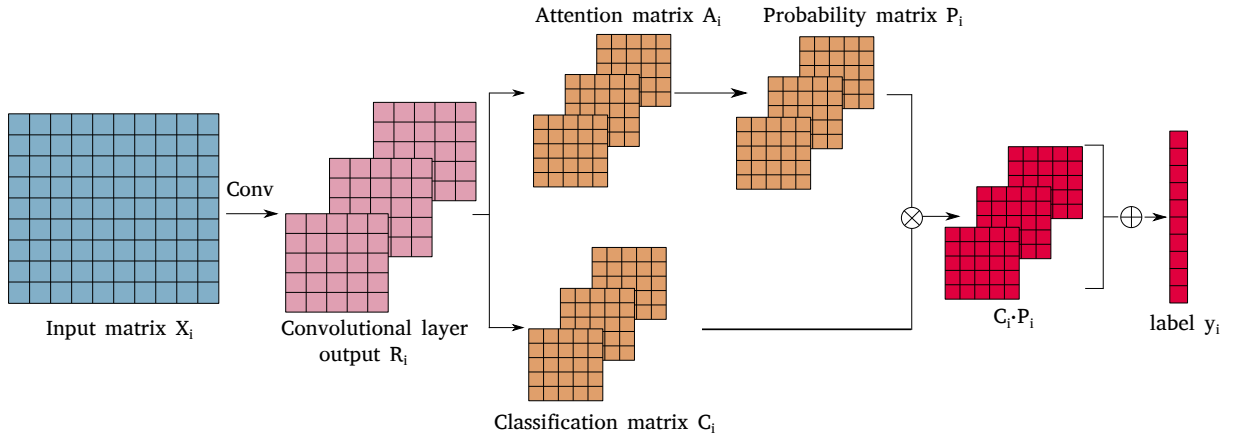 Attention matrix Aᵢ
Probability matrix Pᵢ
Conv
Input matrix Xᵢ
Convolutional layer
output Rᵢ
Classification matrix Cᵢ
Cᵢ·Pᵢ
label yᵢ